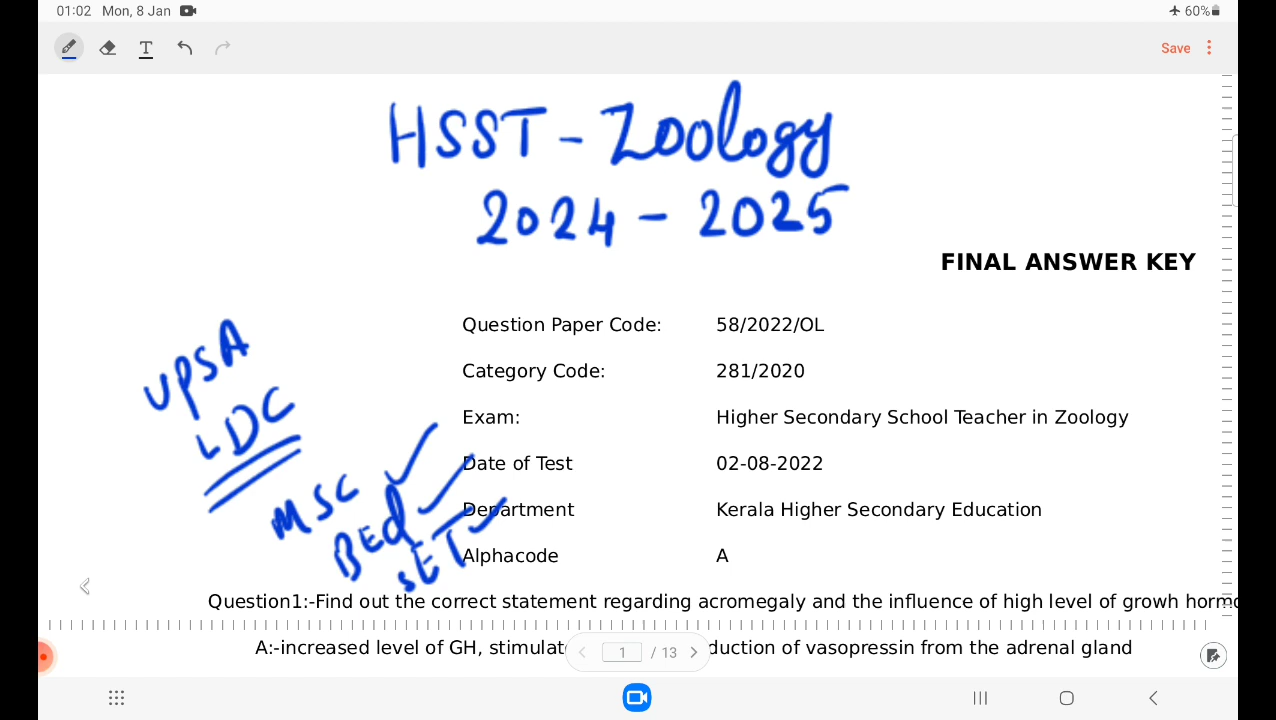 01:02 Mon, 8 Jan
60%
T
Save
HSST - Zoology
2024 - 2025
FINAL ANSWER KEY
Question Paper Code: 58/2022/OL
Category Code: 281/2020
Exam: Higher Secondary School Teacher in Zoology
Date of Test 02-08-2022
Department Kerala Higher Secondary Education
Alphacode A
UPSA
LDC
MSC
BEd
SET
Question1:-Find out the correct statement regarding acromegaly and the influence of high level of growh hormo
A:-increased level of GH, stimulat duction of vasopressin from the adrenal gland
1 / 13